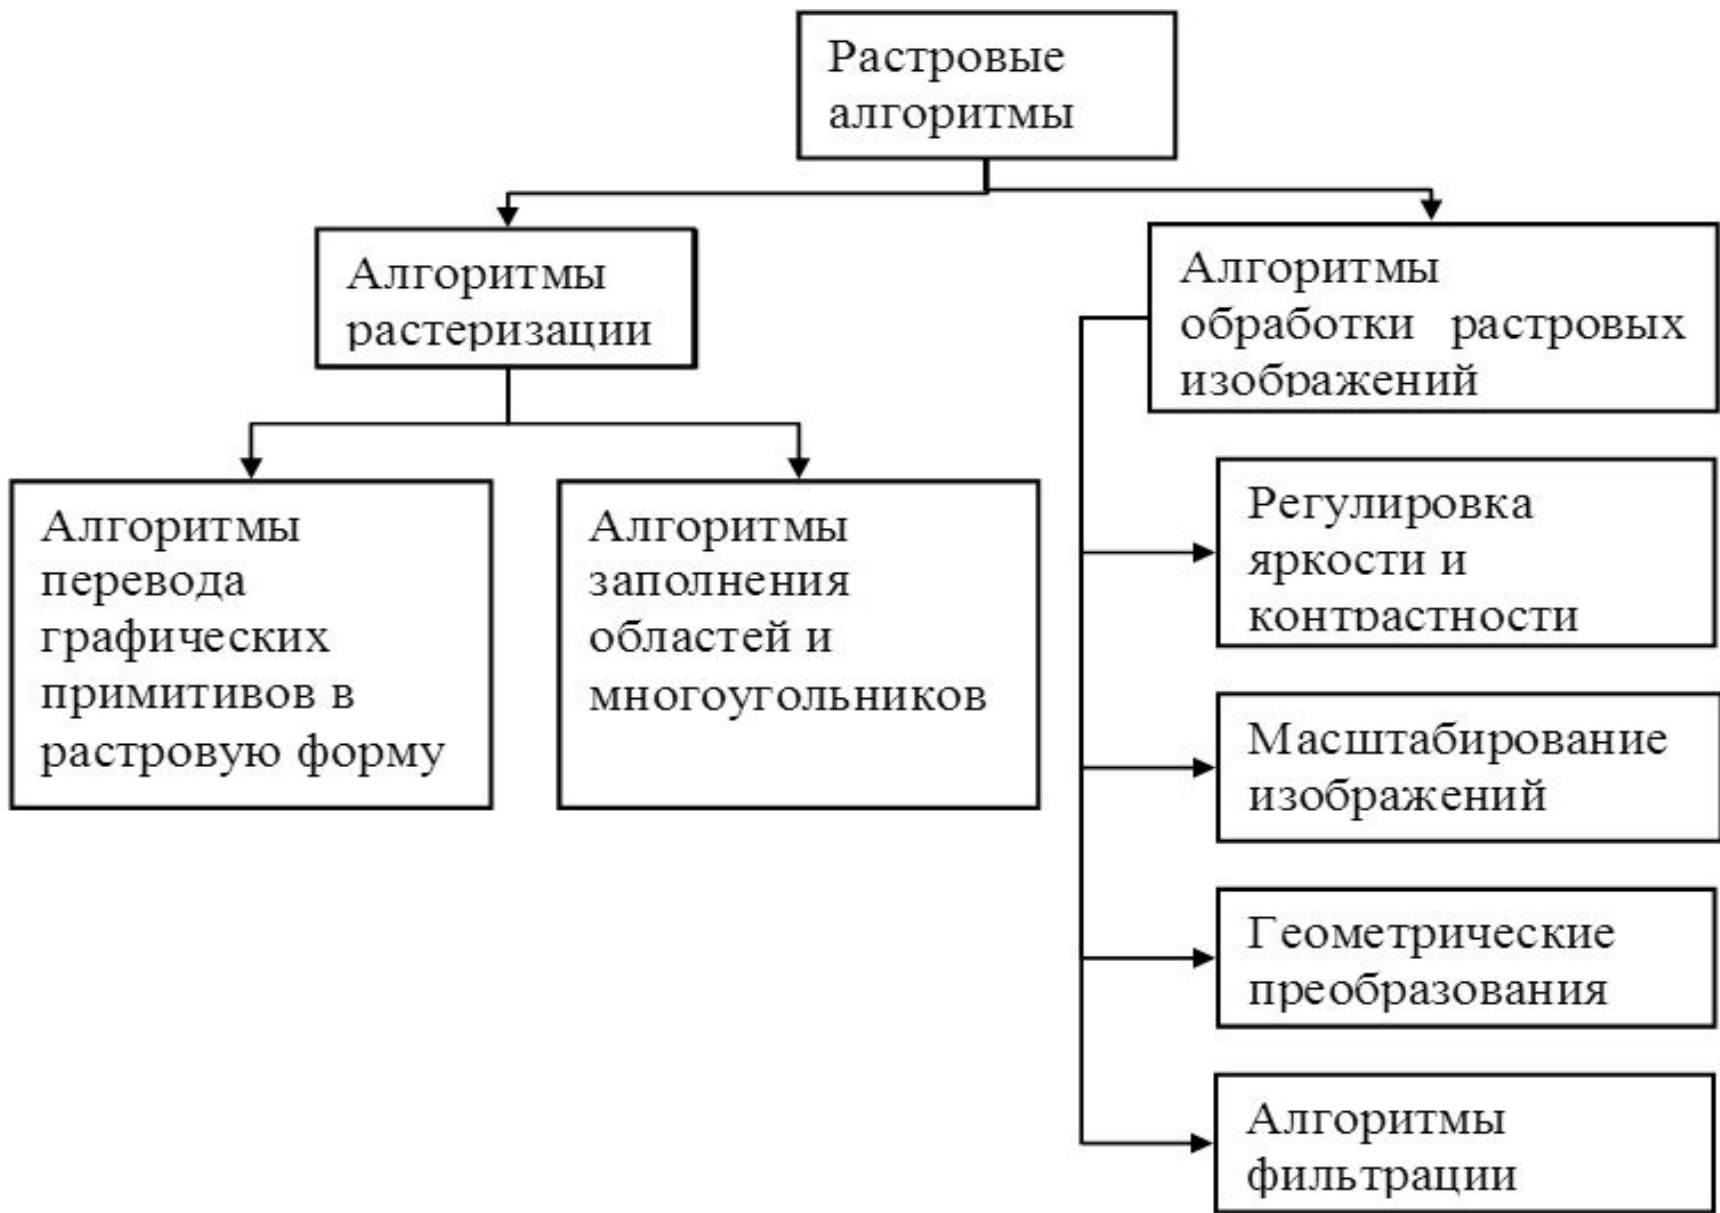 Растровые
алгоритмы
Алгоритмы
растеризации
Алгоритмы
обработки растровых
изображений
Алгоритмы
перевода
графических
примитивов в
растровую форму
Алгоритмы
заполнения
областей и
многоугольников
Регулировка
яркости и
контрастности
Масштабирование
изображений
Геометрические
преобразования
Алгоритмы
фильтрации